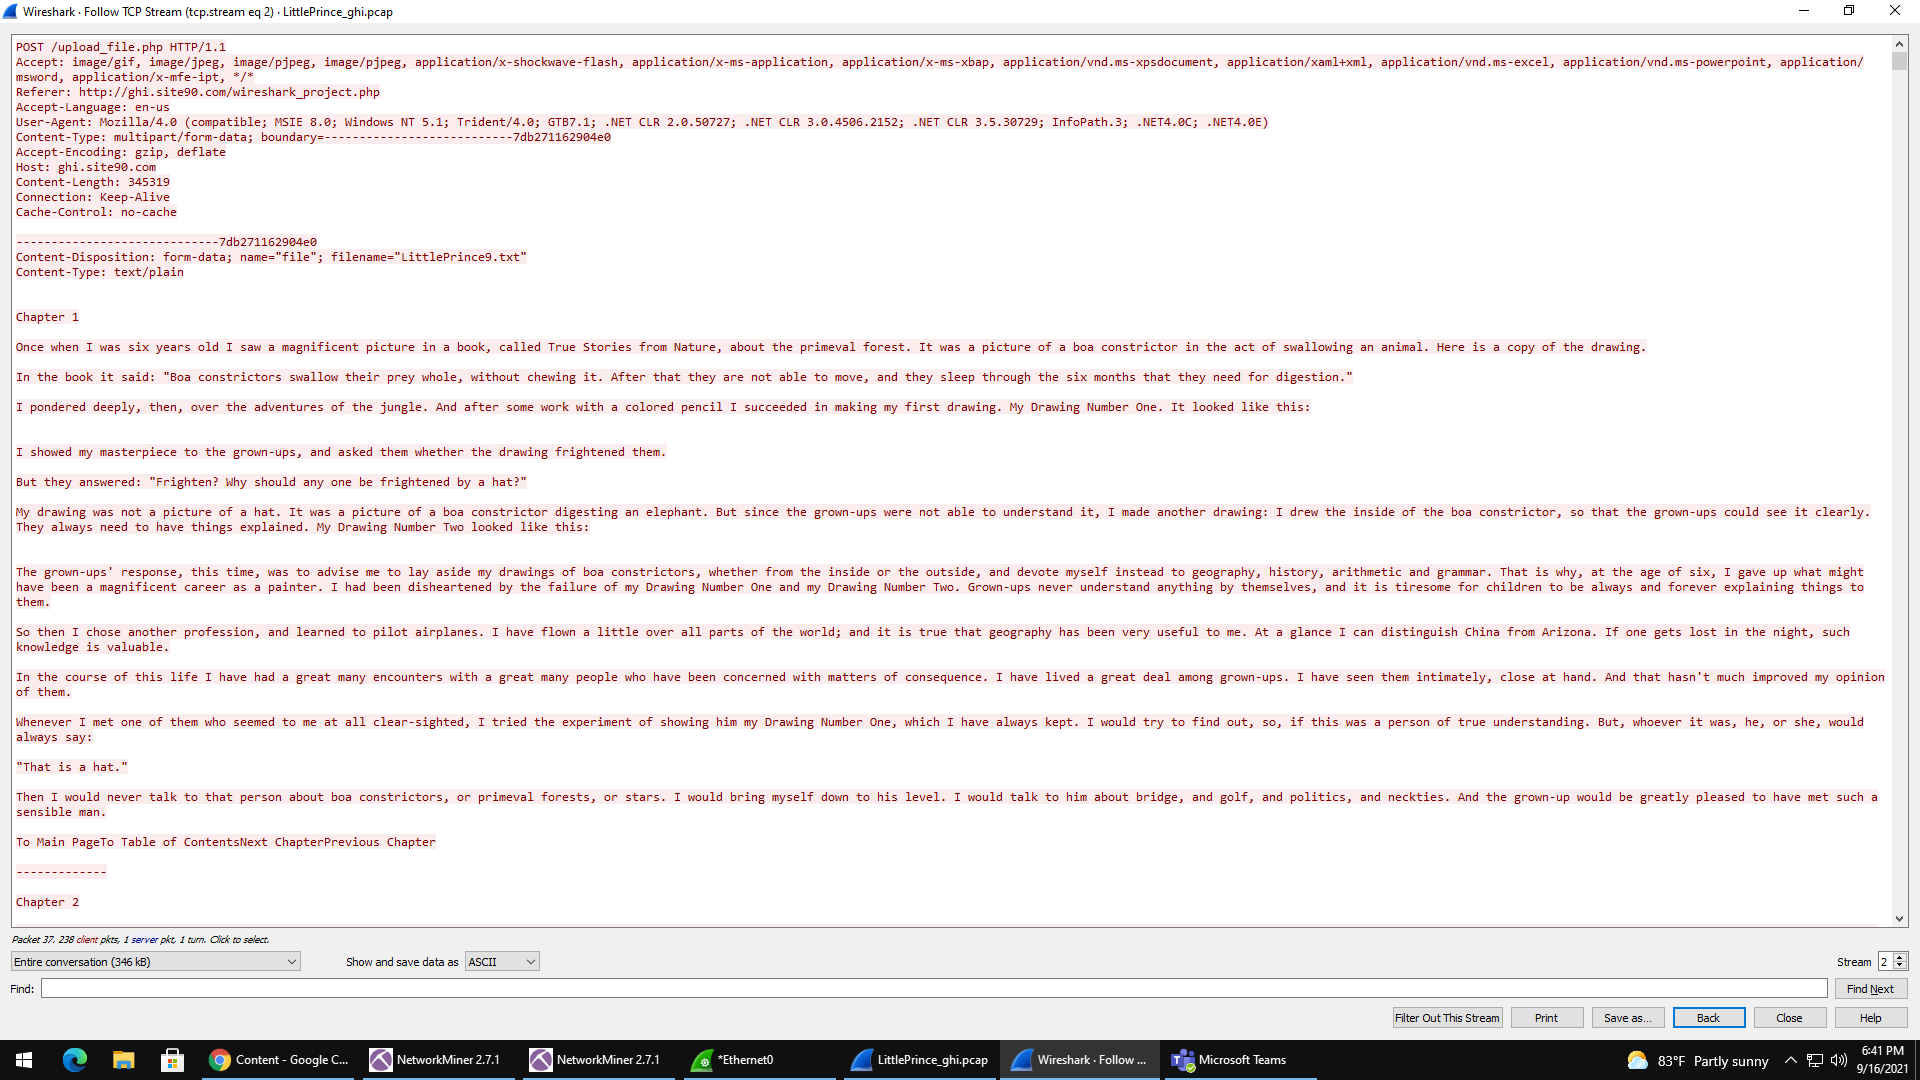 Wireshark · Follow TCP Stream (tcp.stream eq 2) · LittlePrince_ghi.pcap
POST /upload_file.php HTTP/1.1
Accept: image/gif, image/jpeg, image/pjpeg, image/pjpeg, application/x-shockwave-flash, application/x-ms-application, application/x-ms-xbap, application/vnd.ms-xpsdocument, application/xaml+xml, application/vnd.ms-excel, application/vnd.ms-powerpoint, application/
msword, application/x-mfe-ipt, */*
Referer: http://ghi.site90.com/wireshark_project.php
Accept-Language: en-us
User-Agent: Mozilla/4.0 (compatible; MSIE 8.0; Windows NT 5.1; Trident/4.0; GTB7.1; .NET CLR 2.0.50727; .NET CLR 3.0.4506.2152; .NET CLR 3.5.30729; InfoPath.3; .NET4.0C; .NET4.0E)
Content-Type: multipart/form-data; boundary=---------------------------7db271162904e0
Accept-Encoding: gzip, deflate
Host: ghi.site90.com
Content-Length: 345319
Connection: Keep-Alive
Cache-Control: no-cache
-----------------------------7db271162904e0
Content-Disposition: form-data; name="file"; filename="LittlePrince9.txt"
Content-Type: text/plain
Chapter 1
Once when I was six years old I saw a magnificent picture in a book, called True Stories from Nature, about the primeval forest. It was a picture of a boa constrictor in the act of swallowing an animal. Here is a copy of the drawing.
In the book it said: "Boa constrictors swallow their prey whole, without chewing it. After that they are not able to move, and they sleep through the six months that they need for digestion."
I pondered deeply, then, over the adventures of the jungle. And after some work with a colored pencil I succeeded in making my first drawing. My Drawing Number One. It looked like this:
I showed my masterpiece to the grown-ups, and asked them whether the drawing frightened them.
But they answered: "Frighten? Why should any one be frightened by a hat?"
My drawing was not a picture of a hat. It was a picture of a boa constrictor digesting an elephant. But since the grown-ups were not able to understand it, I made another drawing: I drew the inside of the boa constrictor, so that the grown-ups could see it clearly.
They always need to have things explained. My Drawing Number Two looked like this:
The grown-ups' response, this time, was to advise me to lay aside my drawings of boa constrictors, whether from the inside or the outside, and devote myself instead to geography, history, arithmetic and grammar. That is why, at the age of six, I gave up what might
have been a magnificent career as a painter. I had been disheartened by the failure of my Drawing Number One and my Drawing Number Two. Grown-ups never understand anything by themselves, and it is tiresome for children to be always and forever explaining things to
them.
So then I chose another profession, and learned to pilot airplanes. I have flown a little over all parts of the world; and it is true that geography has been very useful to me. At a glance I can distinguish China from Arizona. If one gets lost in the night, such
knowledge is valuable.
In the course of this life I have had a great many encounters with a great many people who have been concerned with matters of consequence. I have lived a great deal among grown-ups. I have seen them intimately, close at hand. And that hasn't much improved my opinion
of them.
Whenever I met one of them who seemed to me at all clear-sighted, I tried the experiment of showing him my Drawing Number One, which I have always kept. I would try to find out, so, if this was a person of true understanding. But, whoever it was, he, or she, would
always say:
"That is a hat."
Then I would never talk to that person about boa constrictors, or primeval forests, or stars. I would bring myself down to his level. I would talk to him about bridge, and golf, and politics, and neckties. And the grown-up would be greatly pleased to have met such a
sensible man.
To Main PageTo Table of ContentsNext ChapterPrevious Chapter
-------------
Chapter 2
Packet 37. 238 client pkts, 1 server pkt, 1 turn. Click to select.
Entire conversation (346 kB) Show and save data as ASCII Stream 2
Find: Find Next
Filter Out This Stream Print Save as... Back Close Help
Content - Google C... NetworkMiner 2.7.1 NetworkMiner 2.7.1 *Ethernet0 LittlePrince_ghi.pcap Wireshark · Follow ... Microsoft Teams 83°F Partly sunny 6:41 PM
9/16/2021